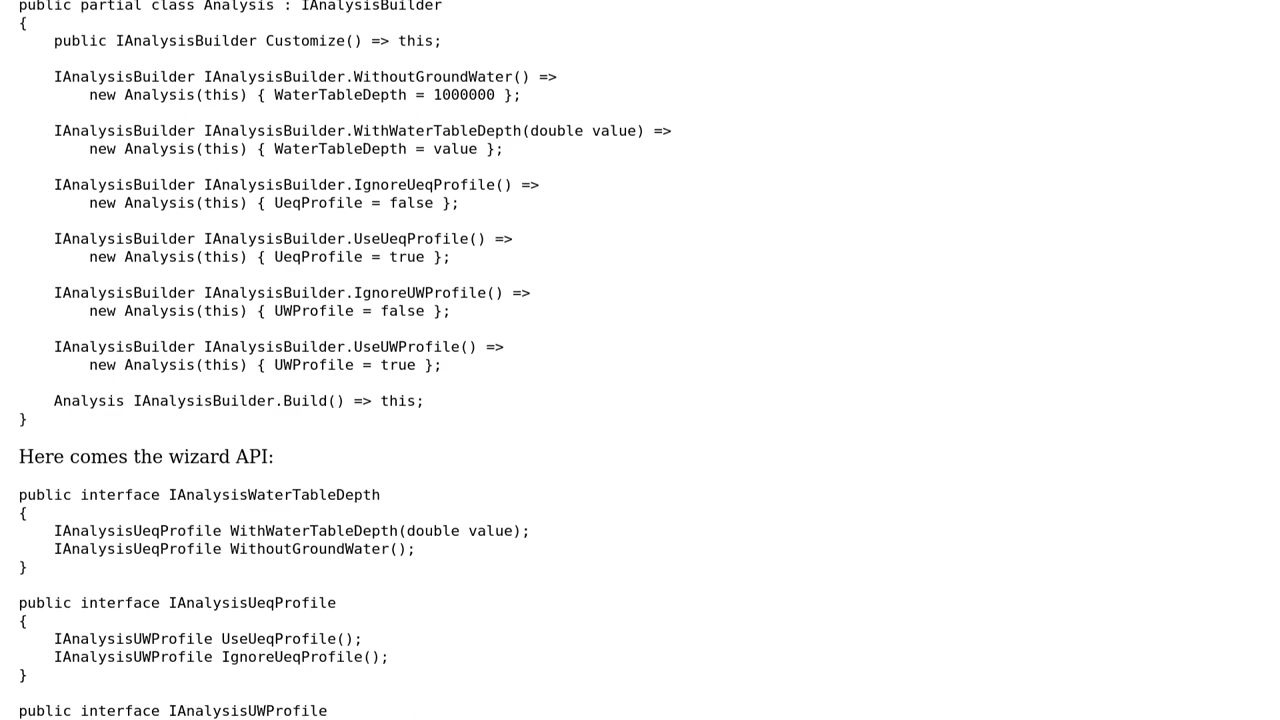 public partial class Analysis : IAnalysisBuilder
{
    public IAnalysisBuilder Customize() => this;

    IAnalysisBuilder IAnalysisBuilder.WithoutGroundWater() =>
        new Analysis(this) { WaterTableDepth = 1000000 };

    IAnalysisBuilder IAnalysisBuilder.WithWaterTableDepth(double value) =>
        new Analysis(this) { WaterTableDepth = value };

    IAnalysisBuilder IAnalysisBuilder.IgnoreUeqProfile() =>
        new Analysis(this) { UeqProfile = false };

    IAnalysisBuilder IAnalysisBuilder.UseUeqProfile() =>
        new Analysis(this) { UeqProfile = true };

    IAnalysisBuilder IAnalysisBuilder.IgnoreUWProfile() =>
        new Analysis(this) { UWProfile = false };

    IAnalysisBuilder IAnalysisBuilder.UseUWProfile() =>
        new Analysis(this) { UWProfile = true };

    Analysis IAnalysisBuilder.Build() => this;
}
Here comes the wizard API:
public interface IAnalysisWaterTableDepth
{
    IAnalysisUeqProfile WithWaterTableDepth(double value);
    IAnalysisUeqProfile WithoutGroundWater();
}

public interface IAnalysisUeqProfile
{
    IAnalysisUWProfile UseUeqProfile();
    IAnalysisUWProfile IgnoreUeqProfile();
}

public interface IAnalysisUWProfile